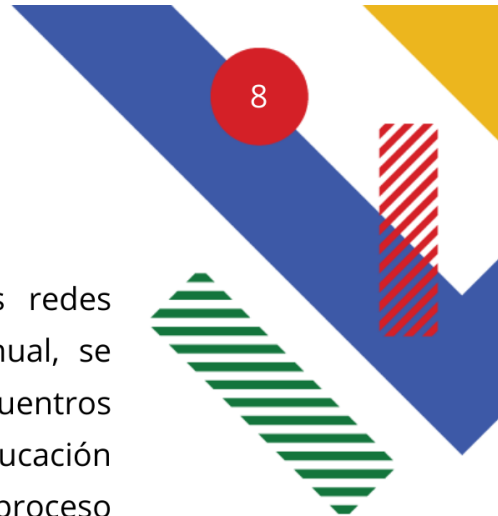 8
s redes
nual, se
uentros
ucación
proceso